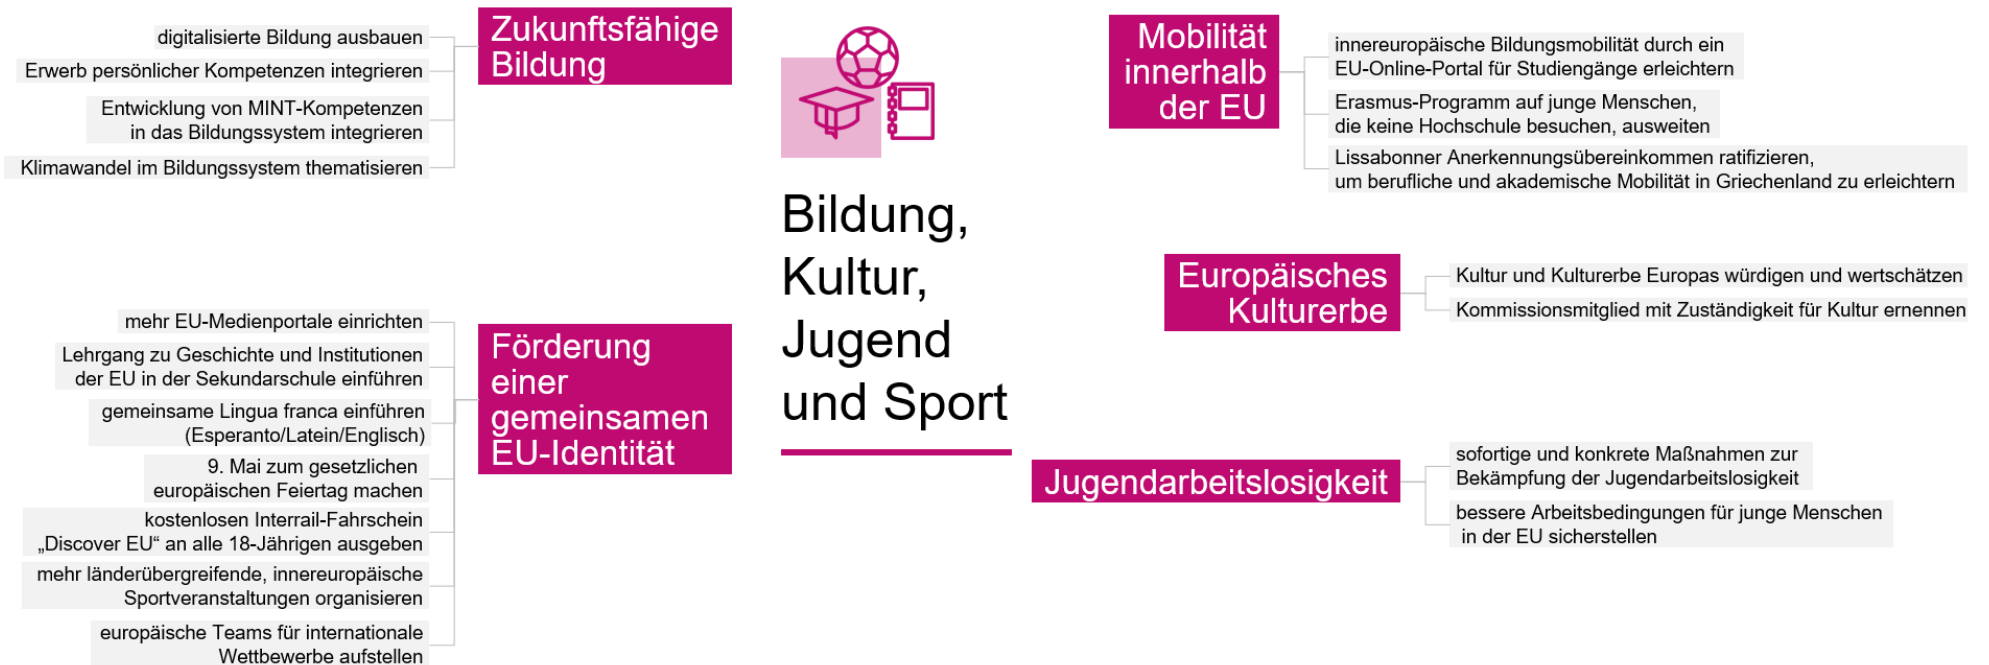 Bildung,
Kultur,
Jugend
und Sport
Zukunftsfähige
Bildung
digitalisierte Bildung ausbauen
Erwerb persönlicher Kompetenzen integrieren
Entwicklung von MINT-Kompetenzen
in das Bildungssystem integrieren
Klimawandel im Bildungssystem thematisieren
Förderung
einer
gemeinsamen
EU-Identität
mehr EU-Medienportale einrichten
Lehrgang zu Geschichte und Institutionen
der EU in der Sekundarschule einführen
gemeinsame Lingua franca einführen
(Esperanto/Latein/Englisch)
9. Mai zum gesetzlichen
europäischen Feiertag machen
kostenlosen Interrail-Fahrschein
„Discover EU“ an alle 18-Jährigen ausgeben
mehr länderübergreifende, innereuropäische
Sportveranstaltungen organisieren
europäische Teams für internationale
Wettbewerbe aufstellen
Mobilität
innerhalb
der EU
innereuropäische Bildungsmobilität durch ein
EU-Online-Portal für Studiengänge erleichtern
Erasmus-Programm auf junge Menschen,
die keine Hochschule besuchen, ausweiten
Lissabonner Anerkennungsübereinkommen ratifizieren,
um berufliche und akademische Mobilität in Griechenland zu erleichtern
Europäisches
Kulturerbe
Kultur und Kulturerbe Europas würdigen und wertschätzen
Kommissionsmitglied mit Zuständigkeit für Kultur ernennen
Jugendarbeitslosigkeit
sofortige und konkrete Maßnahmen zur
Bekämpfung der Jugendarbeitslosigkeit
bessere Arbeitsbedingungen für junge Menschen
in der EU sicherstellen